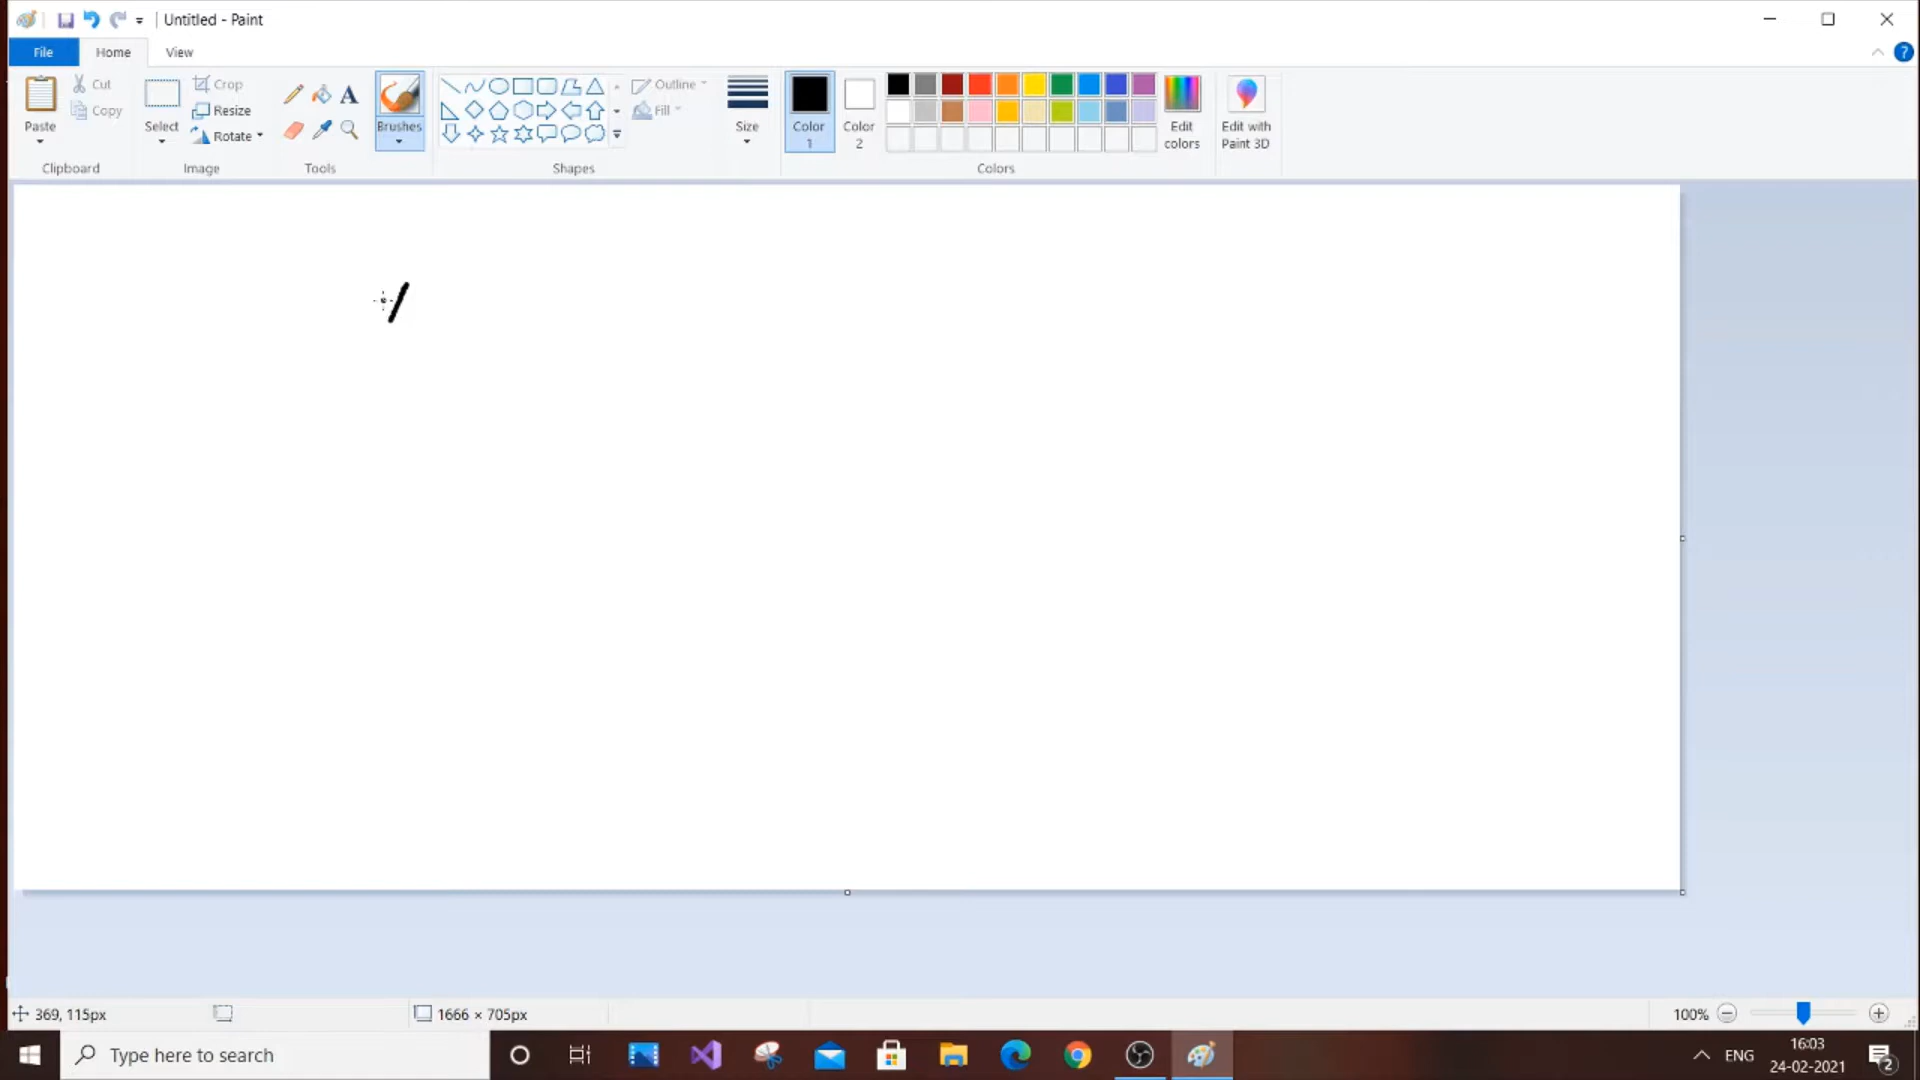 Untitled - Paint
File Home View
Cut Crop Outline
Copy Resize Fill
Paste Select Rotate Brushes Size Color 1 Color 2 Edit colors Edit with Paint 3D
Clipboard Image Tools Shapes Colors
/
369, 115px 1666 × 705px 100%
Type here to search ENG 16:03
24-02-2021 2